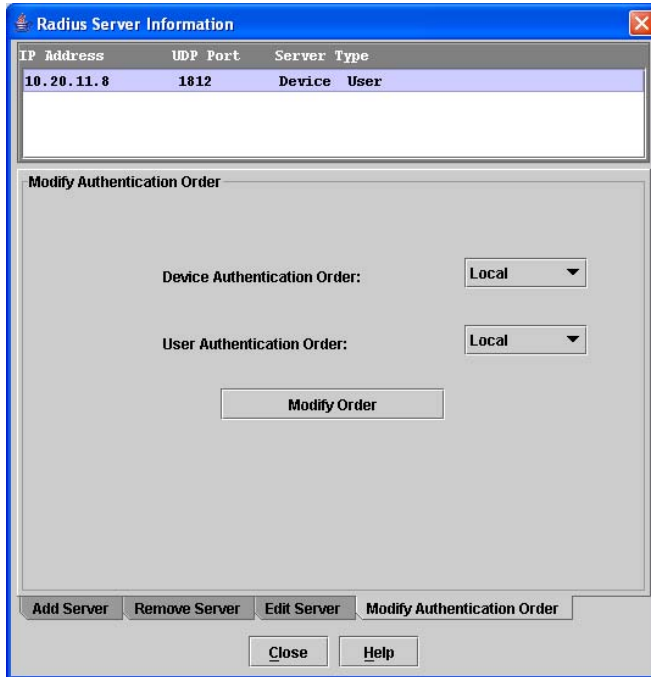 Radius Server Information
IP Address UDP Port Server Type
10.20.11.8 1812 Device User
Modify Authentication Order
Device Authentication Order: Local
User Authentication Order: Local
Modify Order
Add Server Remove Server Edit Server Modify Authentication Order
Close Help